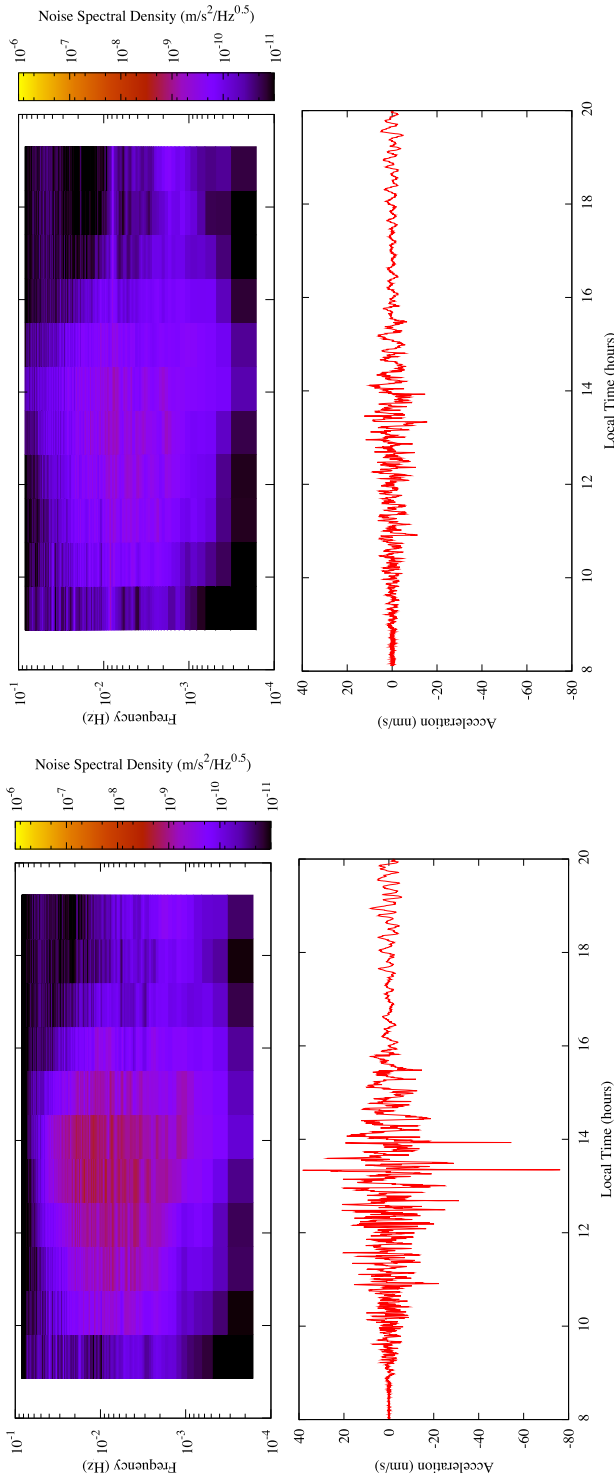 Noise Spectral Density (m/s²/Hz⁰·⁵)
10⁻⁶ 10⁻⁷ 10⁻⁸ 10⁻⁹ 10⁻¹⁰ 10⁻¹¹
10⁻¹
10⁻²
10⁻³
10⁻⁴
Frequency (Hz)
40
20
0
-20
-40
-60
-80
Acceleration (nm/s)
8 10 12 14 16 18 20
Local Time (hours)
Noise Spectral Density (m/s²/Hz⁰·⁵)
10⁻⁶ 10⁻⁷ 10⁻⁸ 10⁻⁹ 10⁻¹⁰ 10⁻¹¹
10⁻¹
10⁻²
10⁻³
10⁻⁴
Frequency (Hz)
40
20
0
-20
-40
-60
-80
Acceleration (nm/s)
8 10 12 14 16 18 20
Local Time (hours)